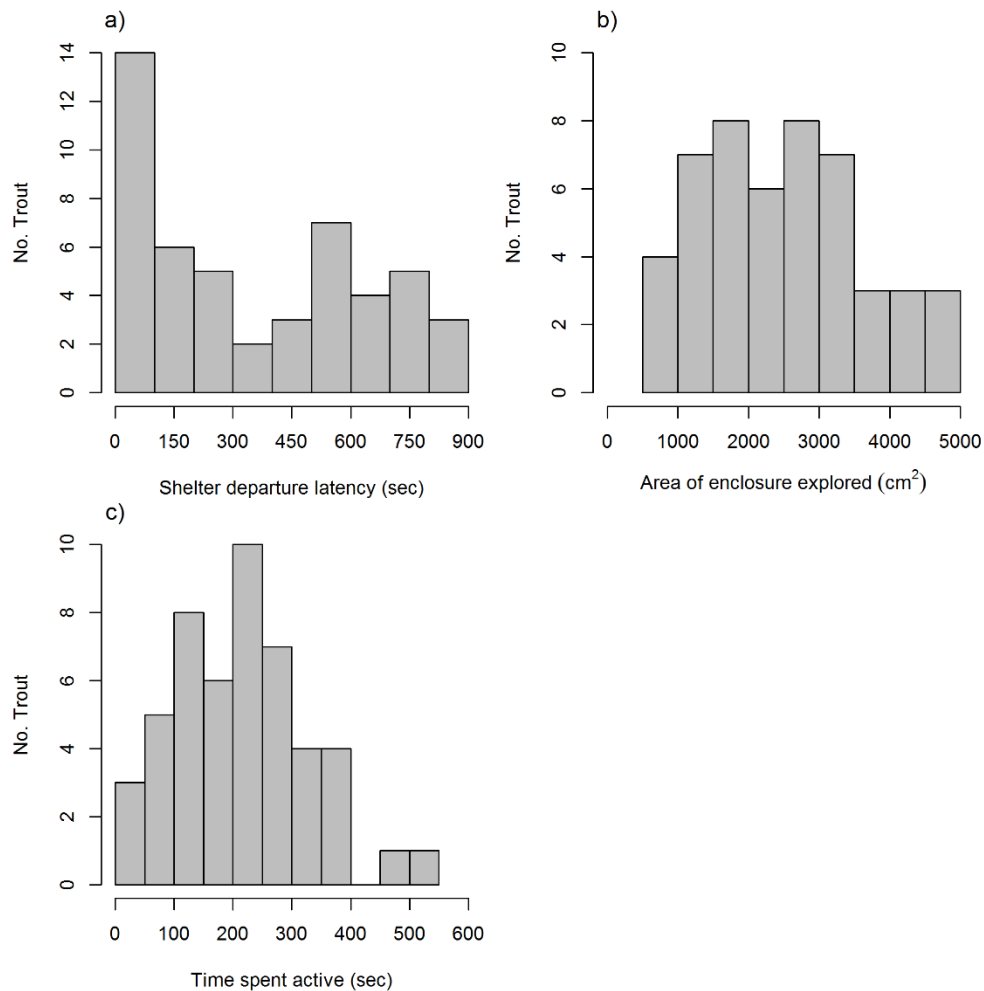 a)
No. Trout
0 2 4 6 8 10 12 14
0 150 300 450 600 750 900
Shelter departure latency (sec)
b)
No. Trout
0 2 4 6 8 10
0 1000 2000 3000 4000 5000
Area of enclosure explored (cm²)
c)
No. Trout
0 2 4 6 8 10
0 100 200 300 400 500 600
Time spent active (sec)